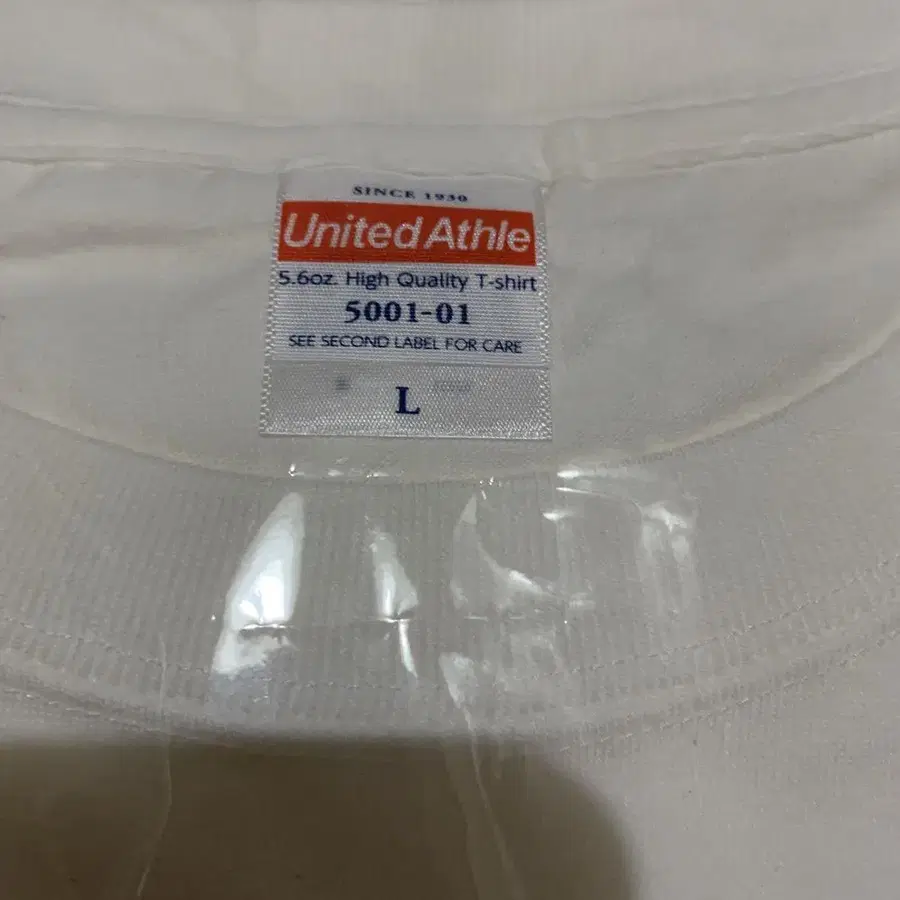 SINCE 1930
United Athle
5.6oz. High Quality T-shirt
5001-01
SEE SECOND LABEL FOR CARE
L